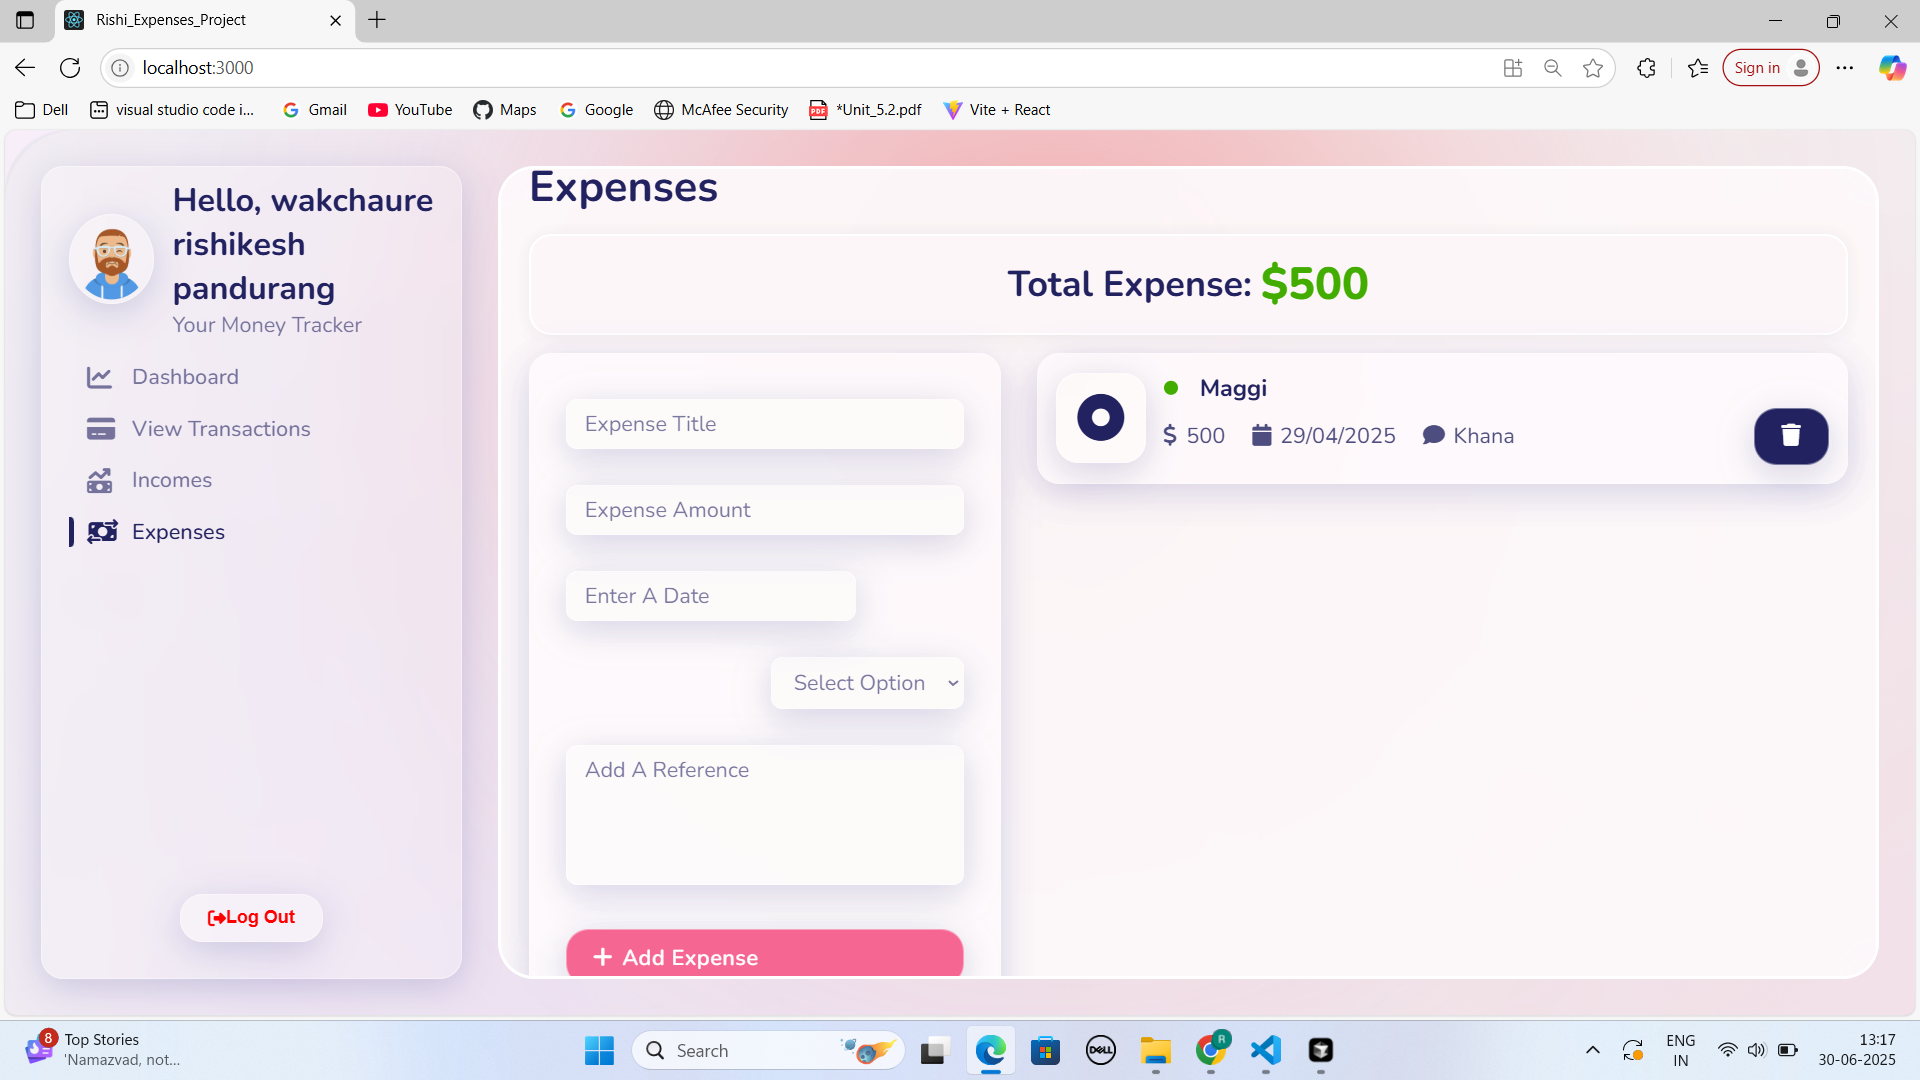 Rishi_Expenses_Project
localhost:3000
Sign in
Dell
visual studio code i...
Gmail
YouTube
Maps
Google
McAfee Security
*Unit_5.2.pdf
Vite + React
Hello, wakchaure
rishikesh
pandurang
Your Money Tracker
Dashboard
View Transactions
Incomes
Expenses
Log Out
Expenses
Total Expense: $500
Expense Title
Expense Amount
Enter A Date
Select Option
Add A Reference
+ Add Expense
Maggi
$ 500 29/04/2025 Khana
8
Top Stories
'Namazvad, not...
Search
DELL
R
ENG
IN
13:17
30-06-2025